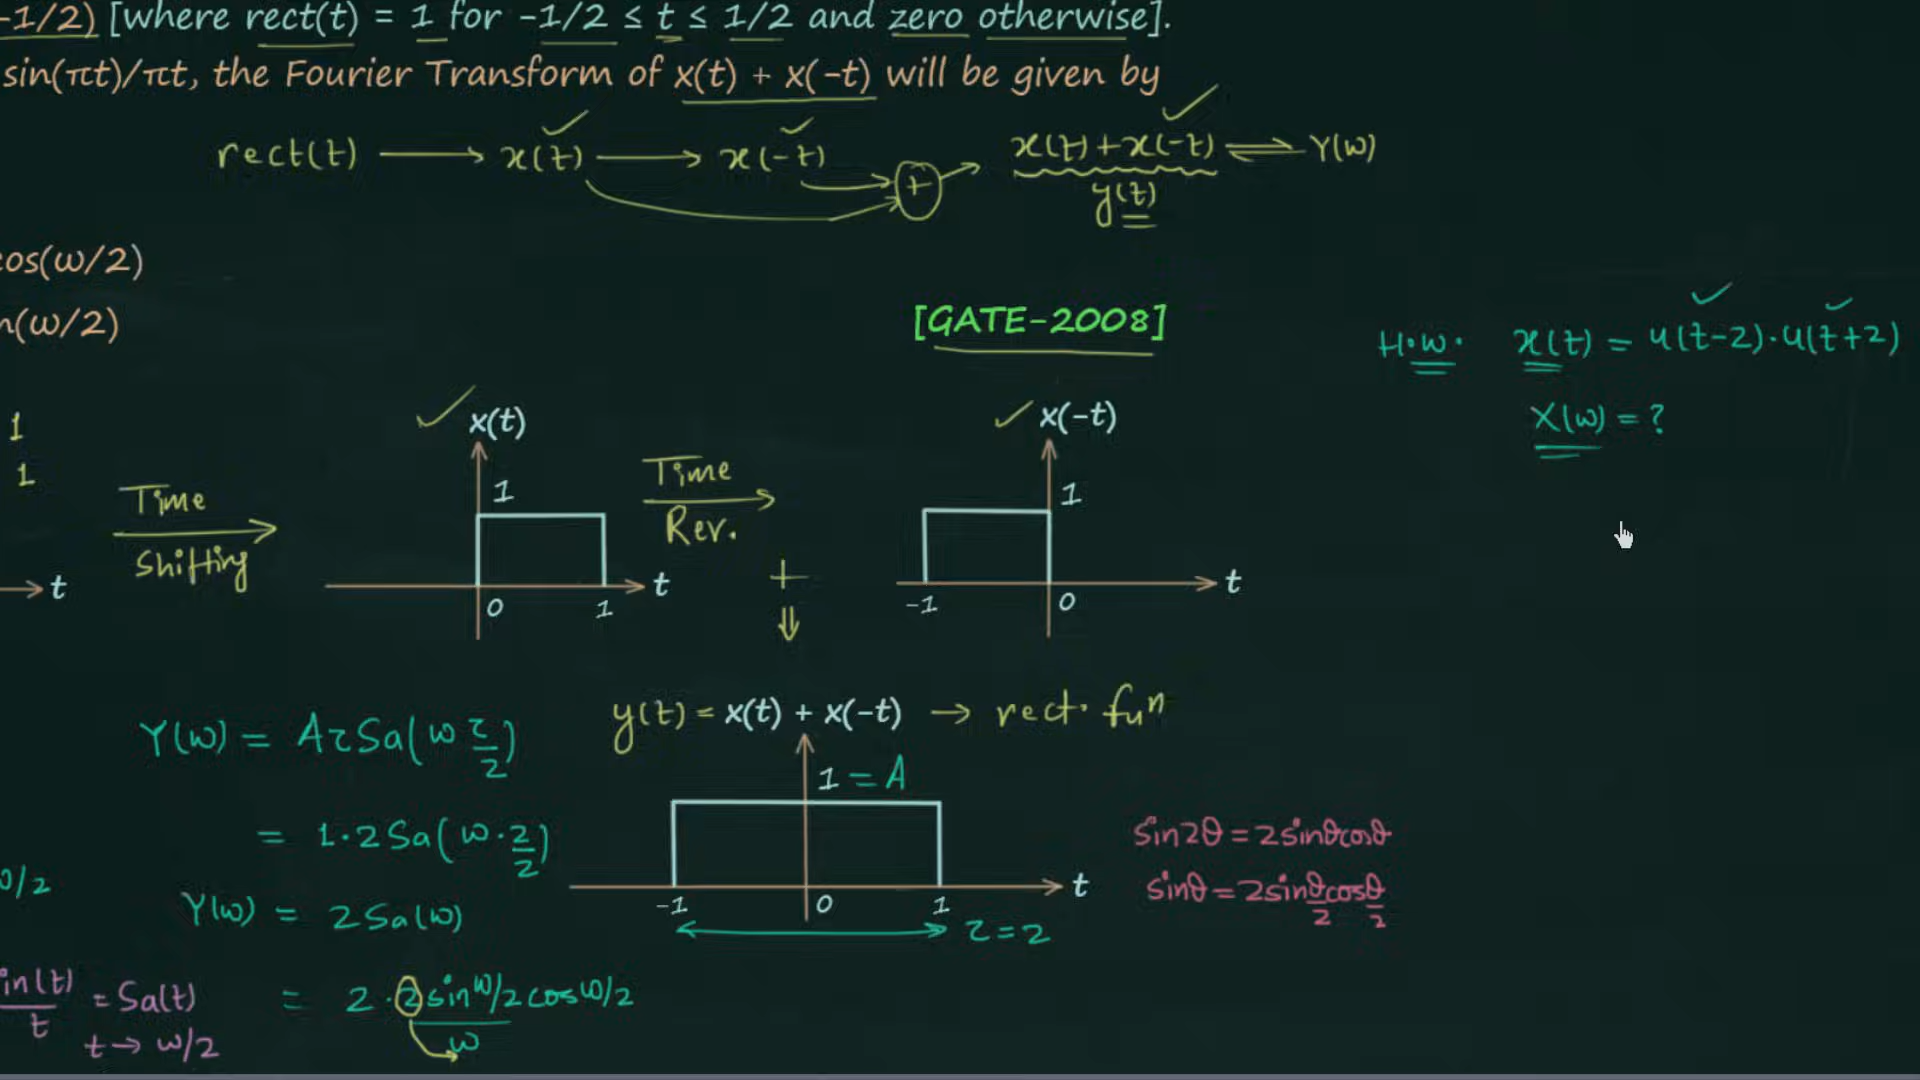 -1/2) [where rect(t) = 1 for -1/2 ≤ t ≤ 1/2 and zero otherwise].
sin(πt)/πt, the Fourier Transform of x(t) + x(-t) will be given by
rect(t) → x(t) → x(-t) + → x(t)+x(-t) ⇌ Y(ω)
y(t)
cos(ω/2)
n(ω/2)
[GATE-2008]
H.W. x(t) = u(t-2).u(t+2)
X(ω) = ?
1
1
t
Time
Shifting
x(t)
1
0
1
t
Time
Rev.
x(-t)
1
-1
0
t
+
⇓
y(t) = x(t) + x(-t) → rect. fun
1 = A
-1
0
1
t
τ = 2
Y(ω) = AτSa(ω τ/2)
= 1.2Sa(ω.2/2)
Y(ω) = 2Sa(ω)
= 2.2sinω/2cosω/2
ω
ω/2
in(t)/t = Sa(t)
t → ω/2
sin2θ = 2sinθcosθ
sinθ = 2sinθ/2cosθ/2